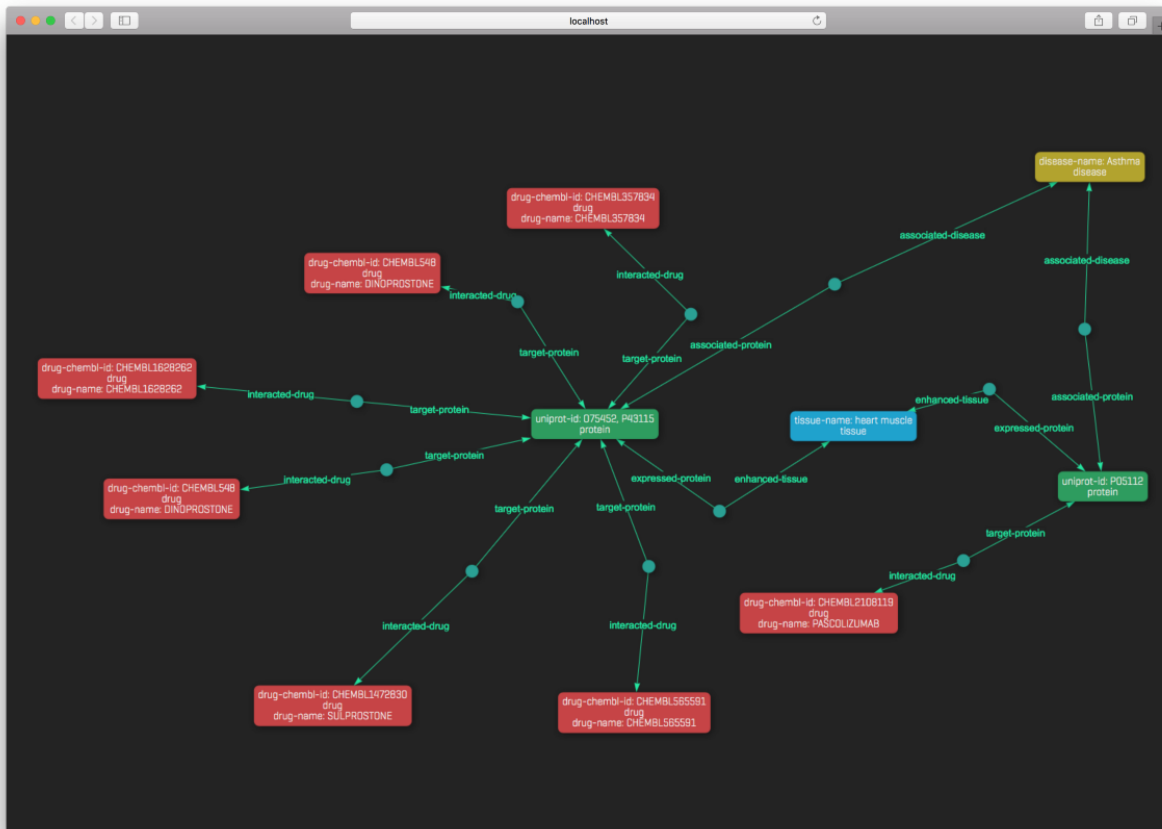 localhost
disease-name: Asthma
disease
drug-chembl-id: CHEMBL357834
drug
drug-name: CHEMBL357834
associated-disease
associated-disease
drug-chembl-id: CHEMBL548
drug
drug-name: DINOPROSTONE
interacted-drug
interacted-drug
target-protein
target-protein
associated-protein
drug-chembl-id: CHEMBL1628262
drug
drug-name: CHEMBL1628262
interacted-drug
target-protein
uniprot-id: O75452, P43115
protein
enhanced-tissue
associated-protein
tissue-name: heart muscle
tissue
expressed-protein
target-protein
interacted-drug
expressed-protein
enhanced-tissue
drug-chembl-id: CHEMBL548
drug
drug-name: DINOPROSTONE
uniprot-id: P05112
protein
target-protein
target-protein
target-protein
interacted-drug
drug-chembl-id: CHEMBL2108119
drug
drug-name: PASCOLIZUMAB
interacted-drug
interacted-drug
drug-chembl-id: CHEMBL1472830
drug
drug-name: SULPROSTONE
drug-chembl-id: CHEMBL565591
drug
drug-name: CHEMBL565591